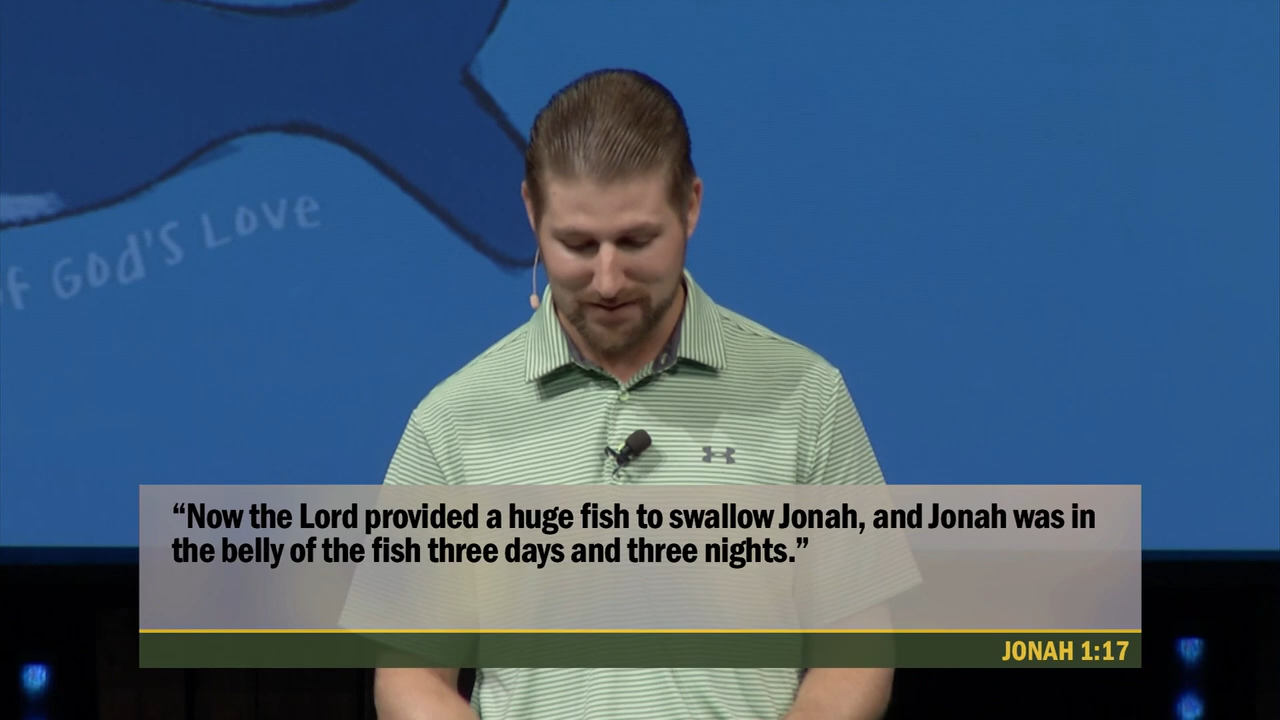 of God's Love
“Now the Lord provided a huge fish to swallow Jonah, and Jonah was in
the belly of the fish three days and three nights.”
JONAH 1:17